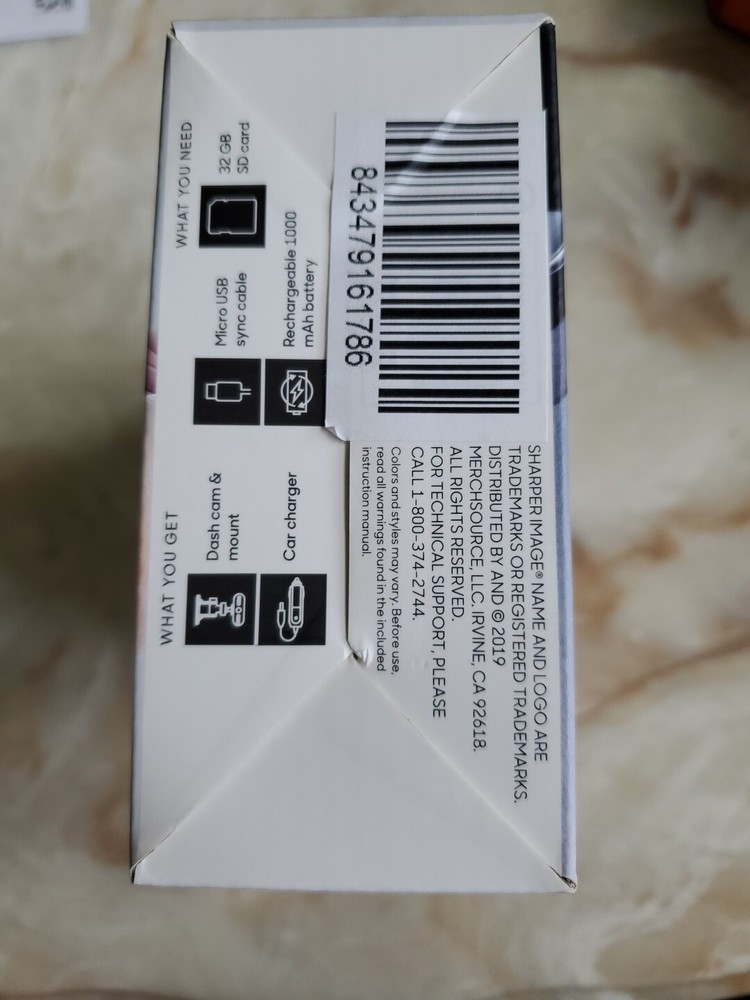 WHAT YOU GET
Dash cam &
mount
Micro USB
sync cable
Car charger
Rechargeable 1000
mAh battery
WHAT YOU NEED
32 GB
SD card
843479161786
SHARPER IMAGE® NAME AND LOGO ARE
TRADEMARKS OR REGISTERED TRADEMARKS.
DISTRIBUTED BY AND © 2019
MERCHSOURCE, LLC. IRVINE, CA 92618.
ALL RIGHTS RESERVED.
FOR TECHNICAL SUPPORT, PLEASE
CALL 1-800-374-2744.
Colors and styles may vary. Before use,
read all warnings found in the included
instruction manual.